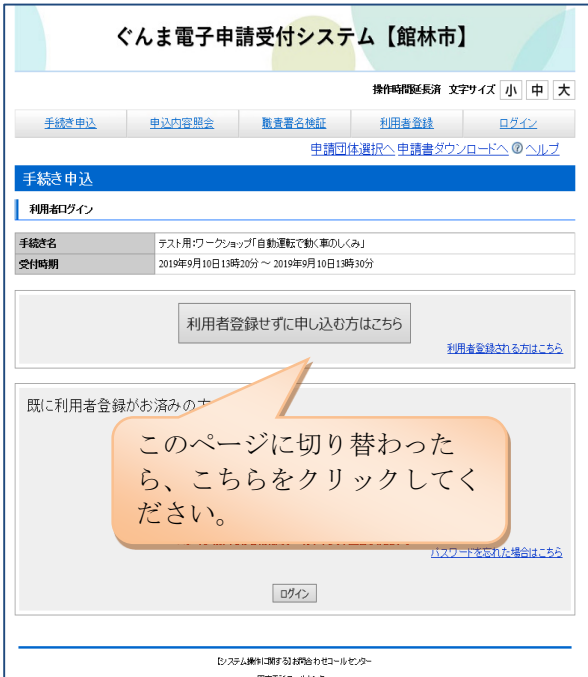 ぐんま電子申請受付システム【館林市】
操作時間延長済 文字サイズ 小 中 大
手続き申込 申込内容照会 職責署名検証 利用者登録 ログイン
申請団体選択へ 申請書ダウンロードへ ヘルプ
手続き申込
利用者ログイン
手続き名 テスト用:ワークショップ「自動運転で動く車のしくみ」
受付時期 2019年9月10日13時20分 ～ 2019年9月10日13時30分
利用者登録せずに申し込む方はこちら
利用者登録される方はこちら
既に利用者登録がお済みの方
このページに切り替わった
ら、こちらをクリックしてく
ださい。
パスワードを忘れた場合はこちら
ログイン
【システム操作に関するお問合わせコールセンター